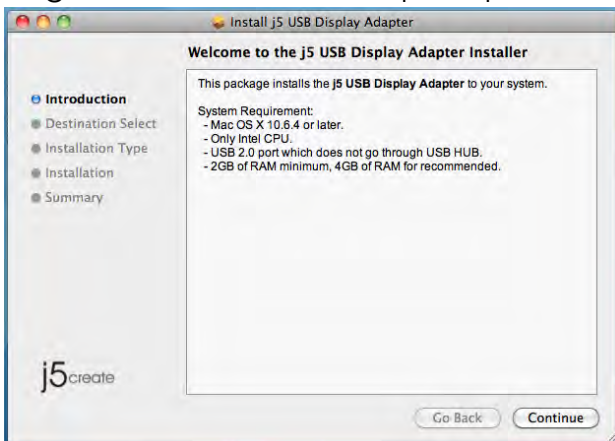 Install j5 USB Display Adapter
Welcome to the j5 USB Display Adapter Installer
Introduction
Destination Select
Installation Type
Installation
Summary
This package installs the j5 USB Display Adapter to your system.
System Requirement:
- Mac OS X 10.6.4 or later.
- Only Intel CPU.
- USB 2.0 port which does not go through USB HUB.
- 2GB of RAM minimum, 4GB of RAM for recommended.
j5create
Go Back
Continue